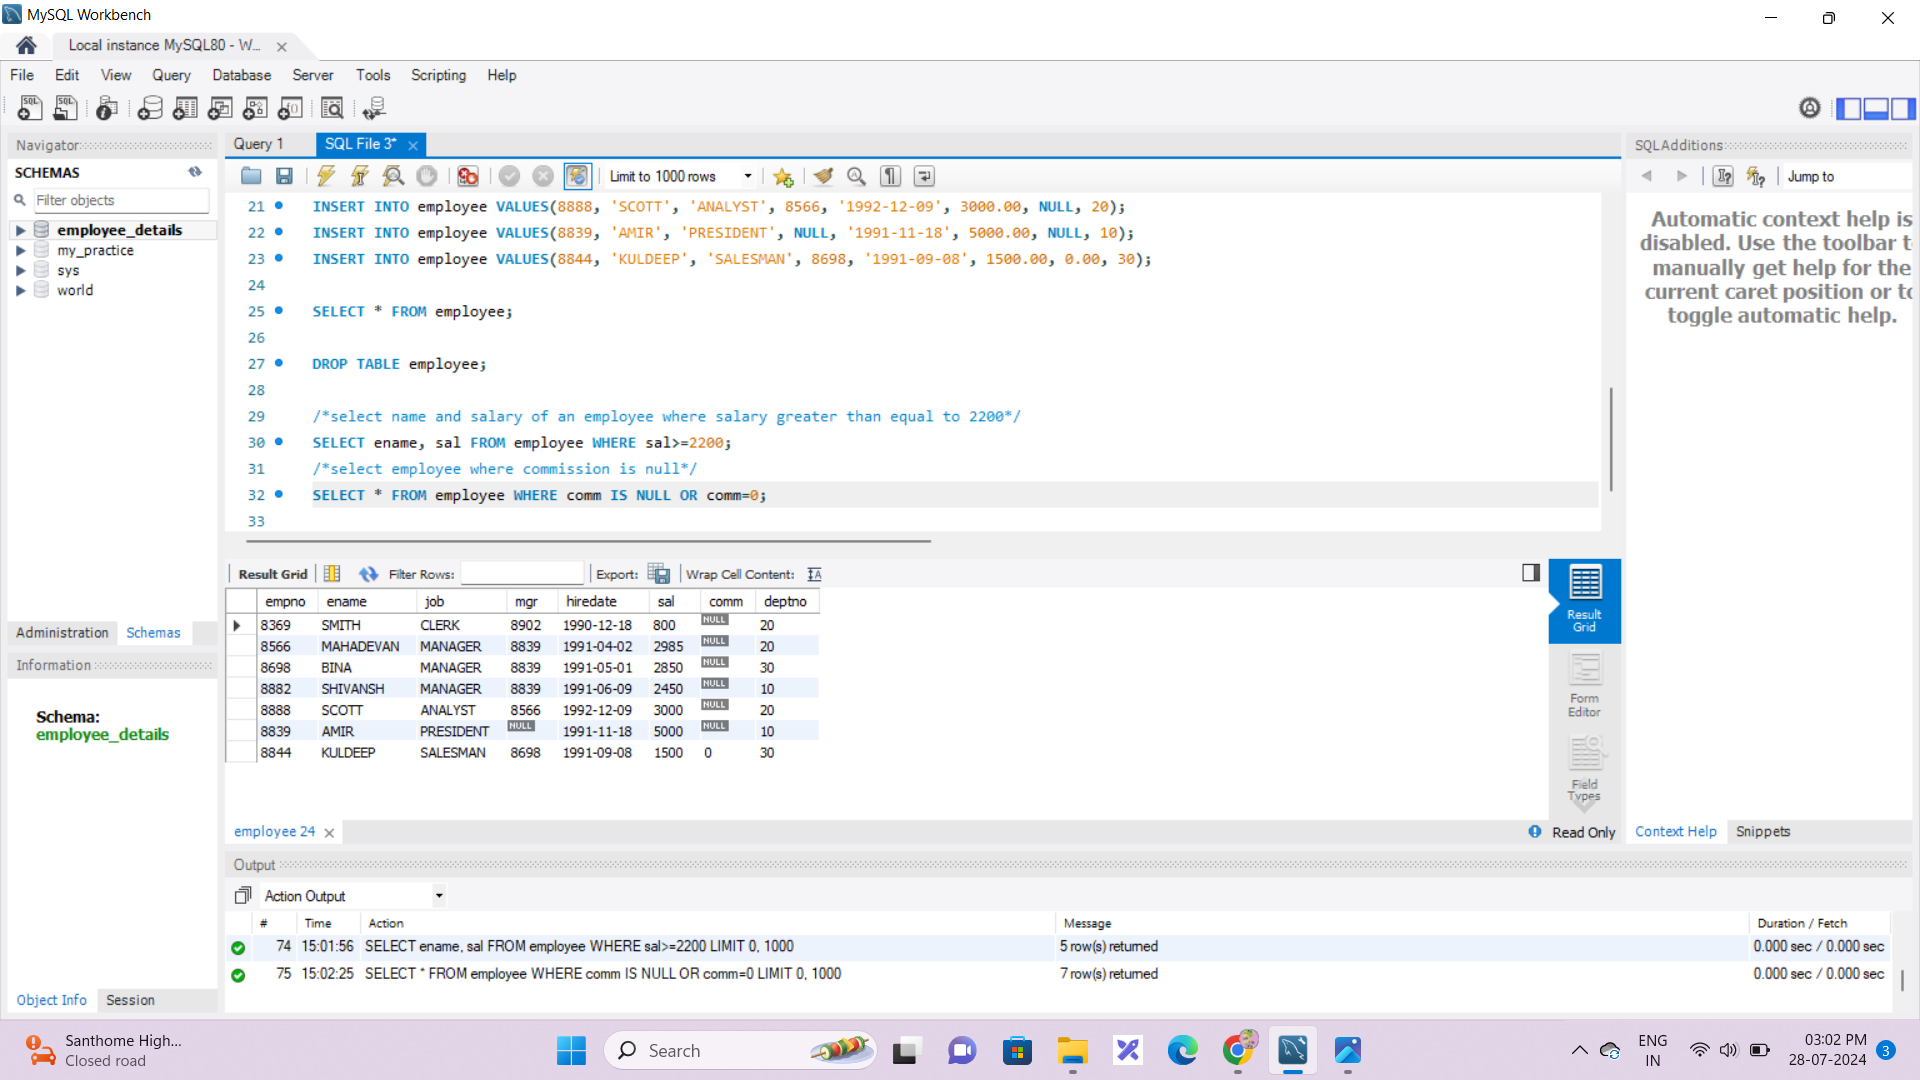 MySQL Workbench
Local instance MySQL80 - W...
File Edit View Query Database Server Tools Scripting Help
Navigator
SCHEMAS
Filter objects
employee_details
my_practice
sys
world
Administration Schemas
Information
Schema:
employee_details
Object Info Session
Query 1 SQL File 3*
Limit to 1000 rows
21 INSERT INTO employee VALUES(8888, 'SCOTT', 'ANALYST', 8566, '1992-12-09', 3000.00, NULL, 20);
22 INSERT INTO employee VALUES(8839, 'AMIR', 'PRESIDENT', NULL, '1991-11-18', 5000.00, NULL, 10);
23 INSERT INTO employee VALUES(8844, 'KULDEEP', 'SALESMAN', 8698, '1991-09-08', 1500.00, 0.00, 30);
24
25 SELECT * FROM employee;
26
27 DROP TABLE employee;
28
29 /*select name and salary of an employee where salary greater than equal to 2200*/
30 SELECT ename, sal FROM employee WHERE sal>=2200;
31 /*select employee where commission is null*/
32 SELECT * FROM employee WHERE comm IS NULL OR comm=0;
33
Result Grid Filter Rows: Export: Wrap Cell Content:
empno ename job mgr hiredate sal comm deptno
8369 SMITH CLERK 8902 1990-12-18 800 NULL 20
8566 MAHADEVAN MANAGER 8839 1991-04-02 2985 NULL 20
8698 BINA MANAGER 8839 1991-05-01 2850 NULL 30
8882 SHIVANSH MANAGER 8839 1991-06-09 2450 NULL 10
8888 SCOTT ANALYST 8566 1992-12-09 3000 NULL 20
8839 AMIR PRESIDENT NULL 1991-11-18 5000 NULL 10
8844 KULDEEP SALESMAN 8698 1991-09-08 1500 0 30
Result
Grid
Form
Editor
Field
Types
employee 24
Read Only
SQLAdditions
Jump to
Automatic context help is
disabled. Use the toolbar t
manually get help for the
current caret position or to
toggle automatic help.
Context Help Snippets
Output
Action Output
# Time Action Message Duration / Fetch
74 15:01:56 SELECT ename, sal FROM employee WHERE sal>=2200 LIMIT 0, 1000 5 row(s) returned 0.000 sec / 0.000 sec
75 15:02:25 SELECT * FROM employee WHERE comm IS NULL OR comm=0 LIMIT 0, 1000 7 row(s) returned 0.000 sec / 0.000 sec
Santhome High...
Closed road
Search
ENG
IN
03:02 PM
28-07-2024
3